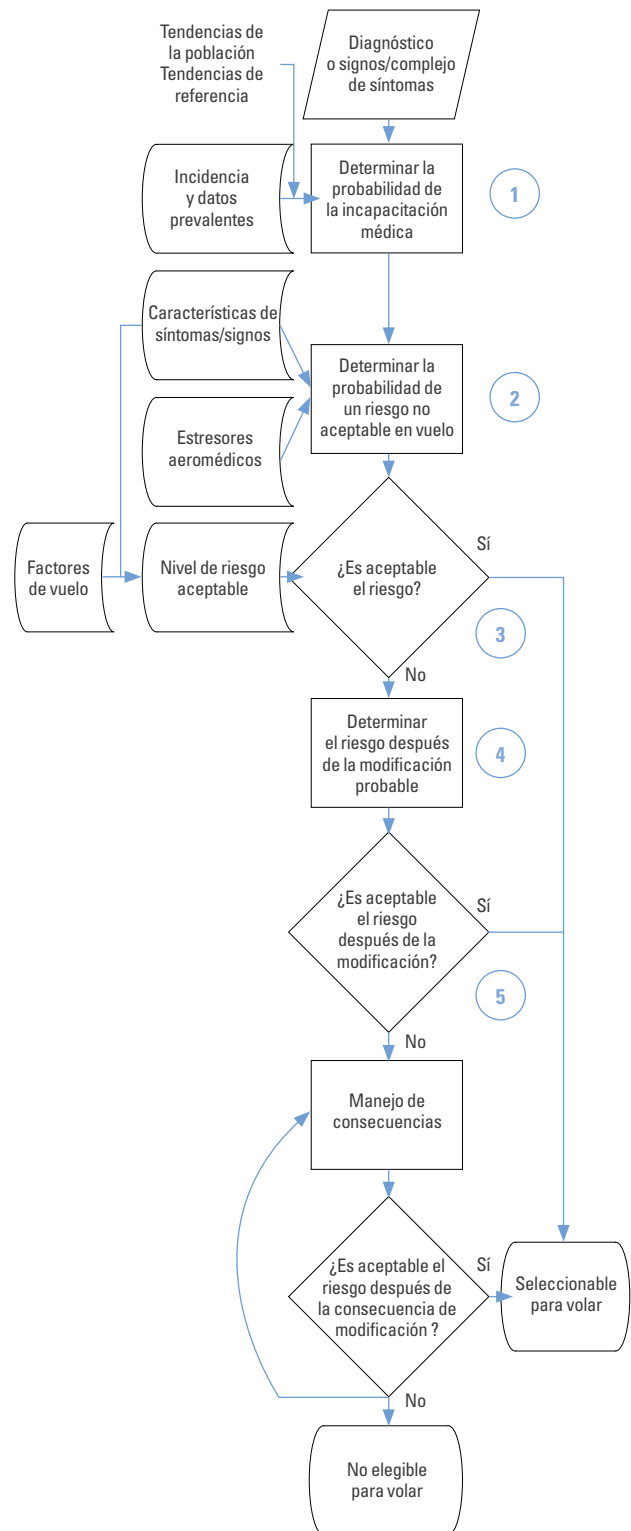 Tendencias de
la población
Tendencias de
referencia
Diagnóstico
o signos/complejo
de síntomas
Incidencia
y datos
prevalentes
Determinar la
probabilidad de
la incapacitación
médica
1
Características de
síntomas/signos
Determinar la
probabilidad de
un riesgo no
aceptable en vuelo
2
Estresores
aeromédicos
Factores
de vuelo
Nivel de riesgo
aceptable
¿Es aceptable
el riesgo?
Sí
3
No
Determinar
el riesgo después
de la modificación
probable
4
¿Es aceptable
el riesgo
después de la
modificación?
Sí
5
No
Manejo de
consecuencias
¿Es aceptable el
riesgo después de
la consecuencia de
modificación ?
Sí
Seleccionable
para volar
No
No elegible
para volar